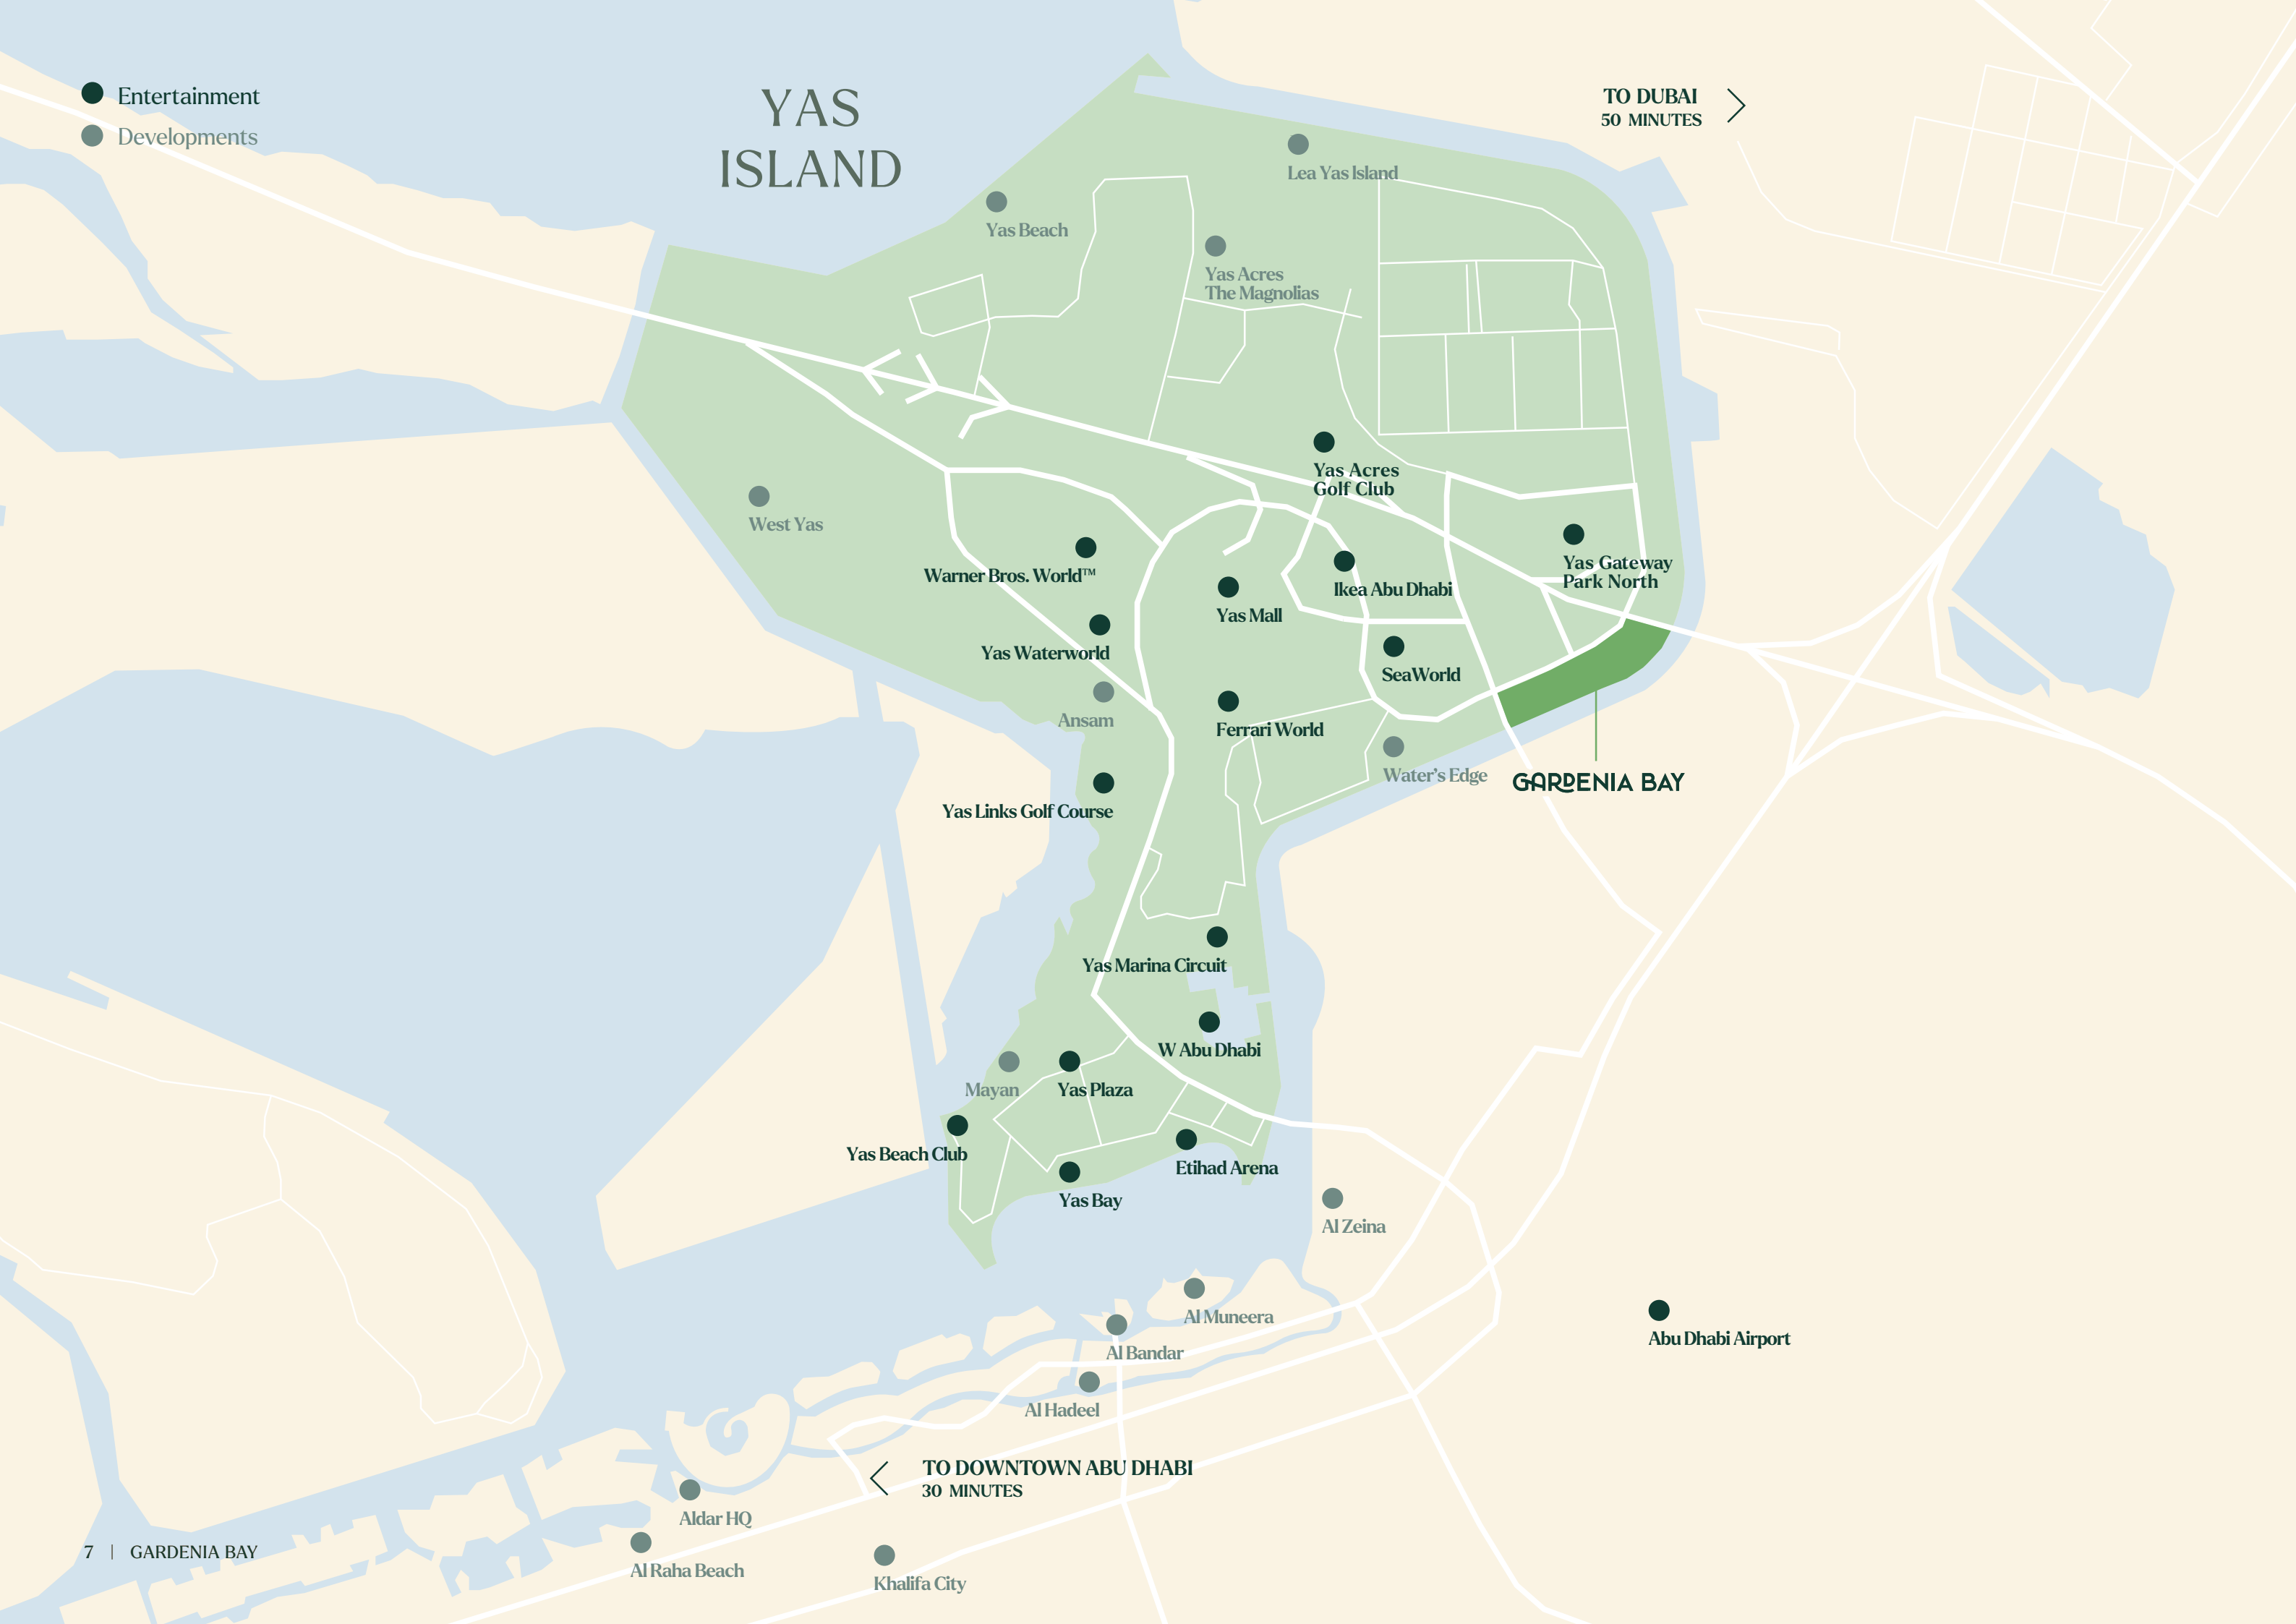 Entertainment
Developments
YAS
ISLAND
TO DUBAI
50 MINUTES
Lea Yas Island
Yas Beach
Yas Acres
The Magnolias
Yas Acres
Golf Club
West Yas
Yas Gateway
Park North
Warner Bros. World™
Ikea Abu Dhabi
Yas Mall
Yas Waterworld
SeaWorld
Ansam
Ferrari World
Water's Edge
GARDENIA BAY
Yas Links Golf Course
Yas Marina Circuit
W Abu Dhabi
Mayan
Yas Plaza
Yas Beach Club
Etihad Arena
Yas Bay
Al Zeina
Al Muneera
Abu Dhabi Airport
Al Bandar
Al Hadeel
TO DOWNTOWN ABU DHABI
30 MINUTES
Aldar HQ
Al Raha Beach
Khalifa City
7 | GARDENIA BAY